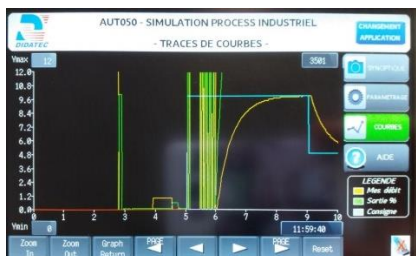 AUT050 - SIMULATION PROCESS INDUSTRIEL
- TRACES DE COURBES -
DIDATEC
CHANGEMENT
APPLICATION
Vmax 12
3501
12.0
10.8
9.6
8.4
7.2
6.0
4.8
3.6
2.4
1.2
0.0
0 1 2 3 4 5 6 7 8 9 10
Vmin 0
11:59:40
SYNOPTIQUE
PARAMETRAGE
COURBES
AIDE
LEGENDE
Mes débit
Sortie %
Consigne
Zoom In
Zoom Out
Graph Return
PAGE
PAGE
Reset